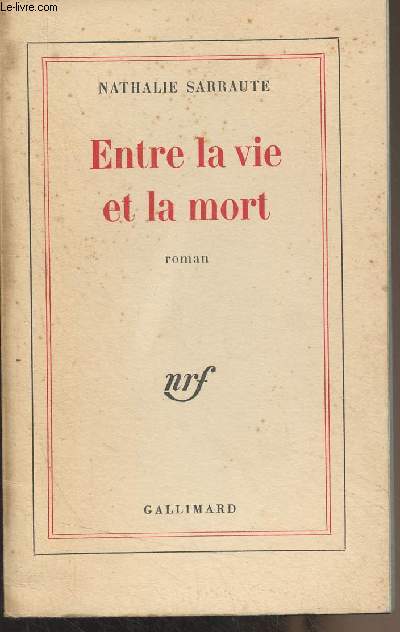 Le-livre.com
NATHALIE SARRAUTE
Entre la vie
et la mort
roman
nrf
GALLIMARD